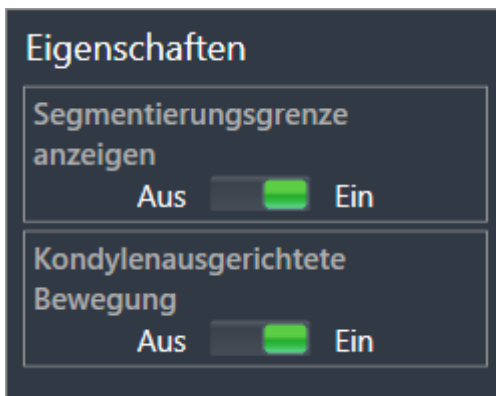 Eigenschaften
Segmentierungsgrenze
anzeigen
Aus Ein
Kondylenausgerichtete
Bewegung
Aus Ein